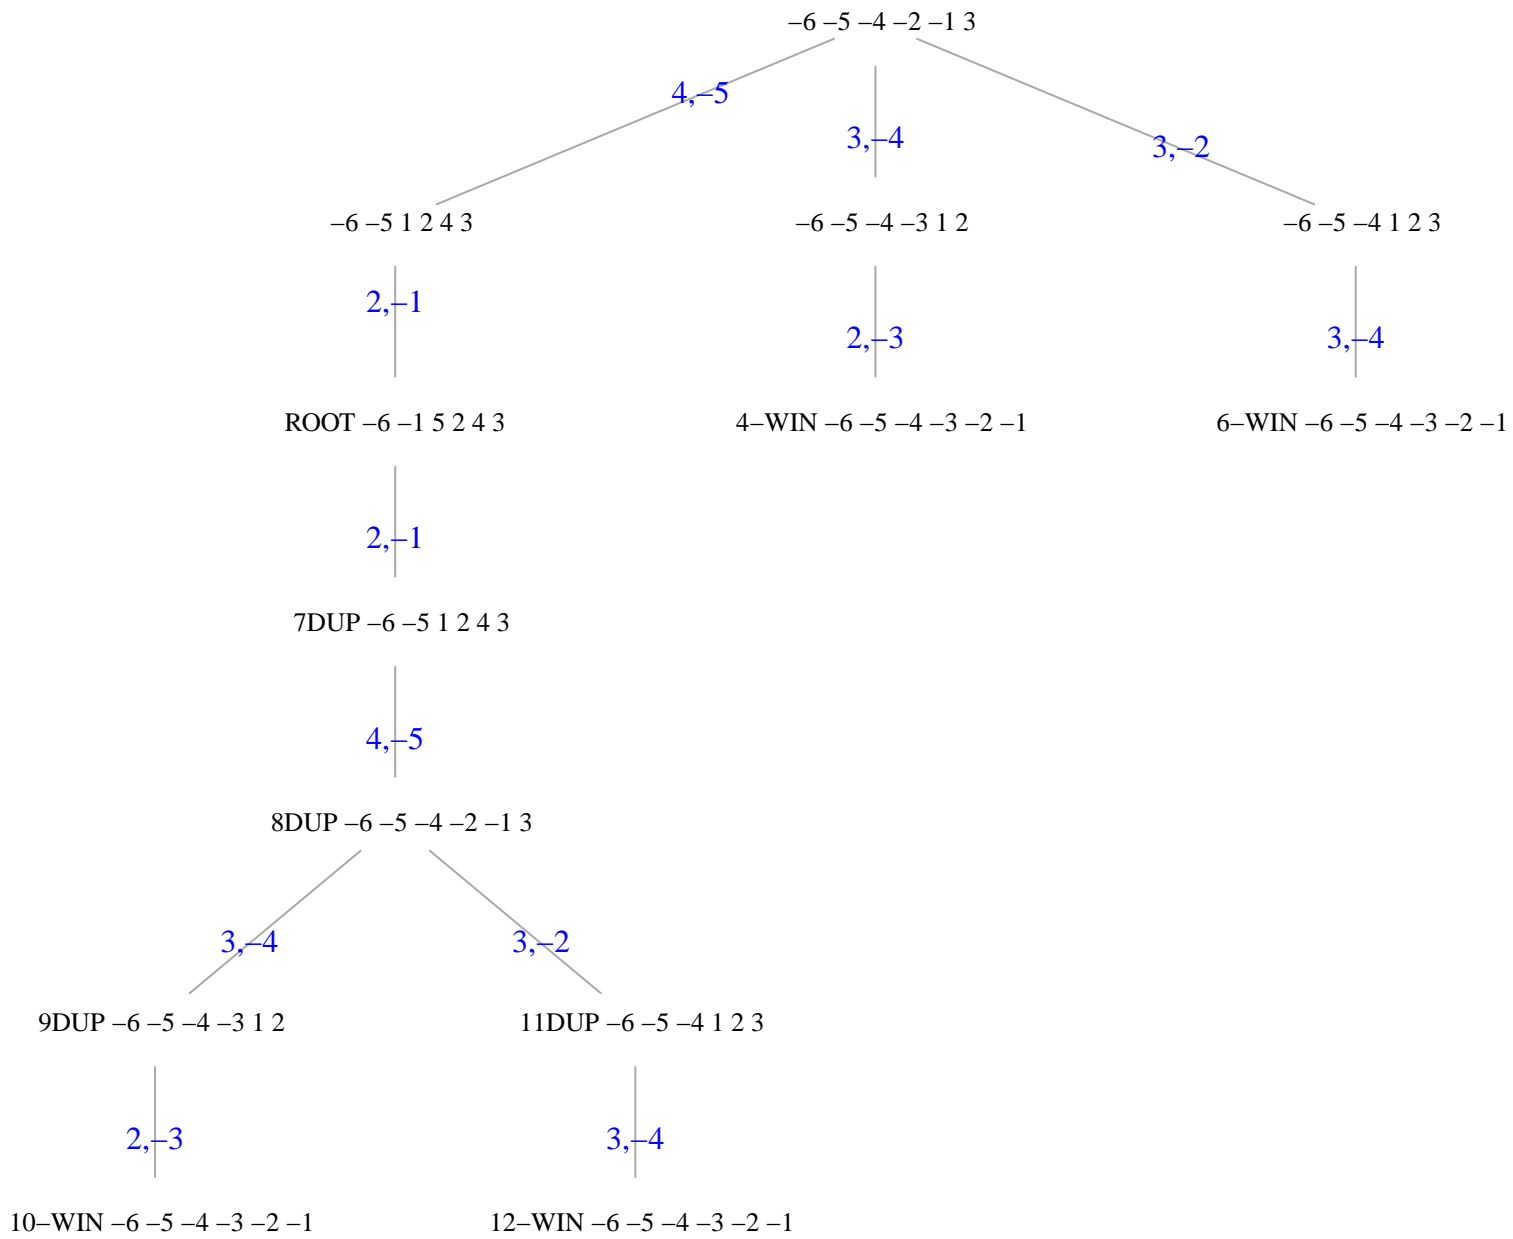 –6 –5 –4 –2 –1 3
4,–5
3,–4
3,–2
–6 –5 1 2 4 3
–6 –5 –4 –3 1 2
–6 –5 –4 1 2 3
2,–1
2,–3
3,–4
ROOT –6 –1 5 2 4 3
4–WIN –6 –5 –4 –3 –2 –1
6–WIN –6 –5 –4 –3 –2 –1
2,–1
7DUP –6 –5 1 2 4 3
4,–5
8DUP –6 –5 –4 –2 –1 3
3,–4
3,–2
9DUP –6 –5 –4 –3 1 2
11DUP –6 –5 –4 1 2 3
2,–3
3,–4
10–WIN –6 –5 –4 –3 –2 –1
12–WIN –6 –5 –4 –3 –2 –1